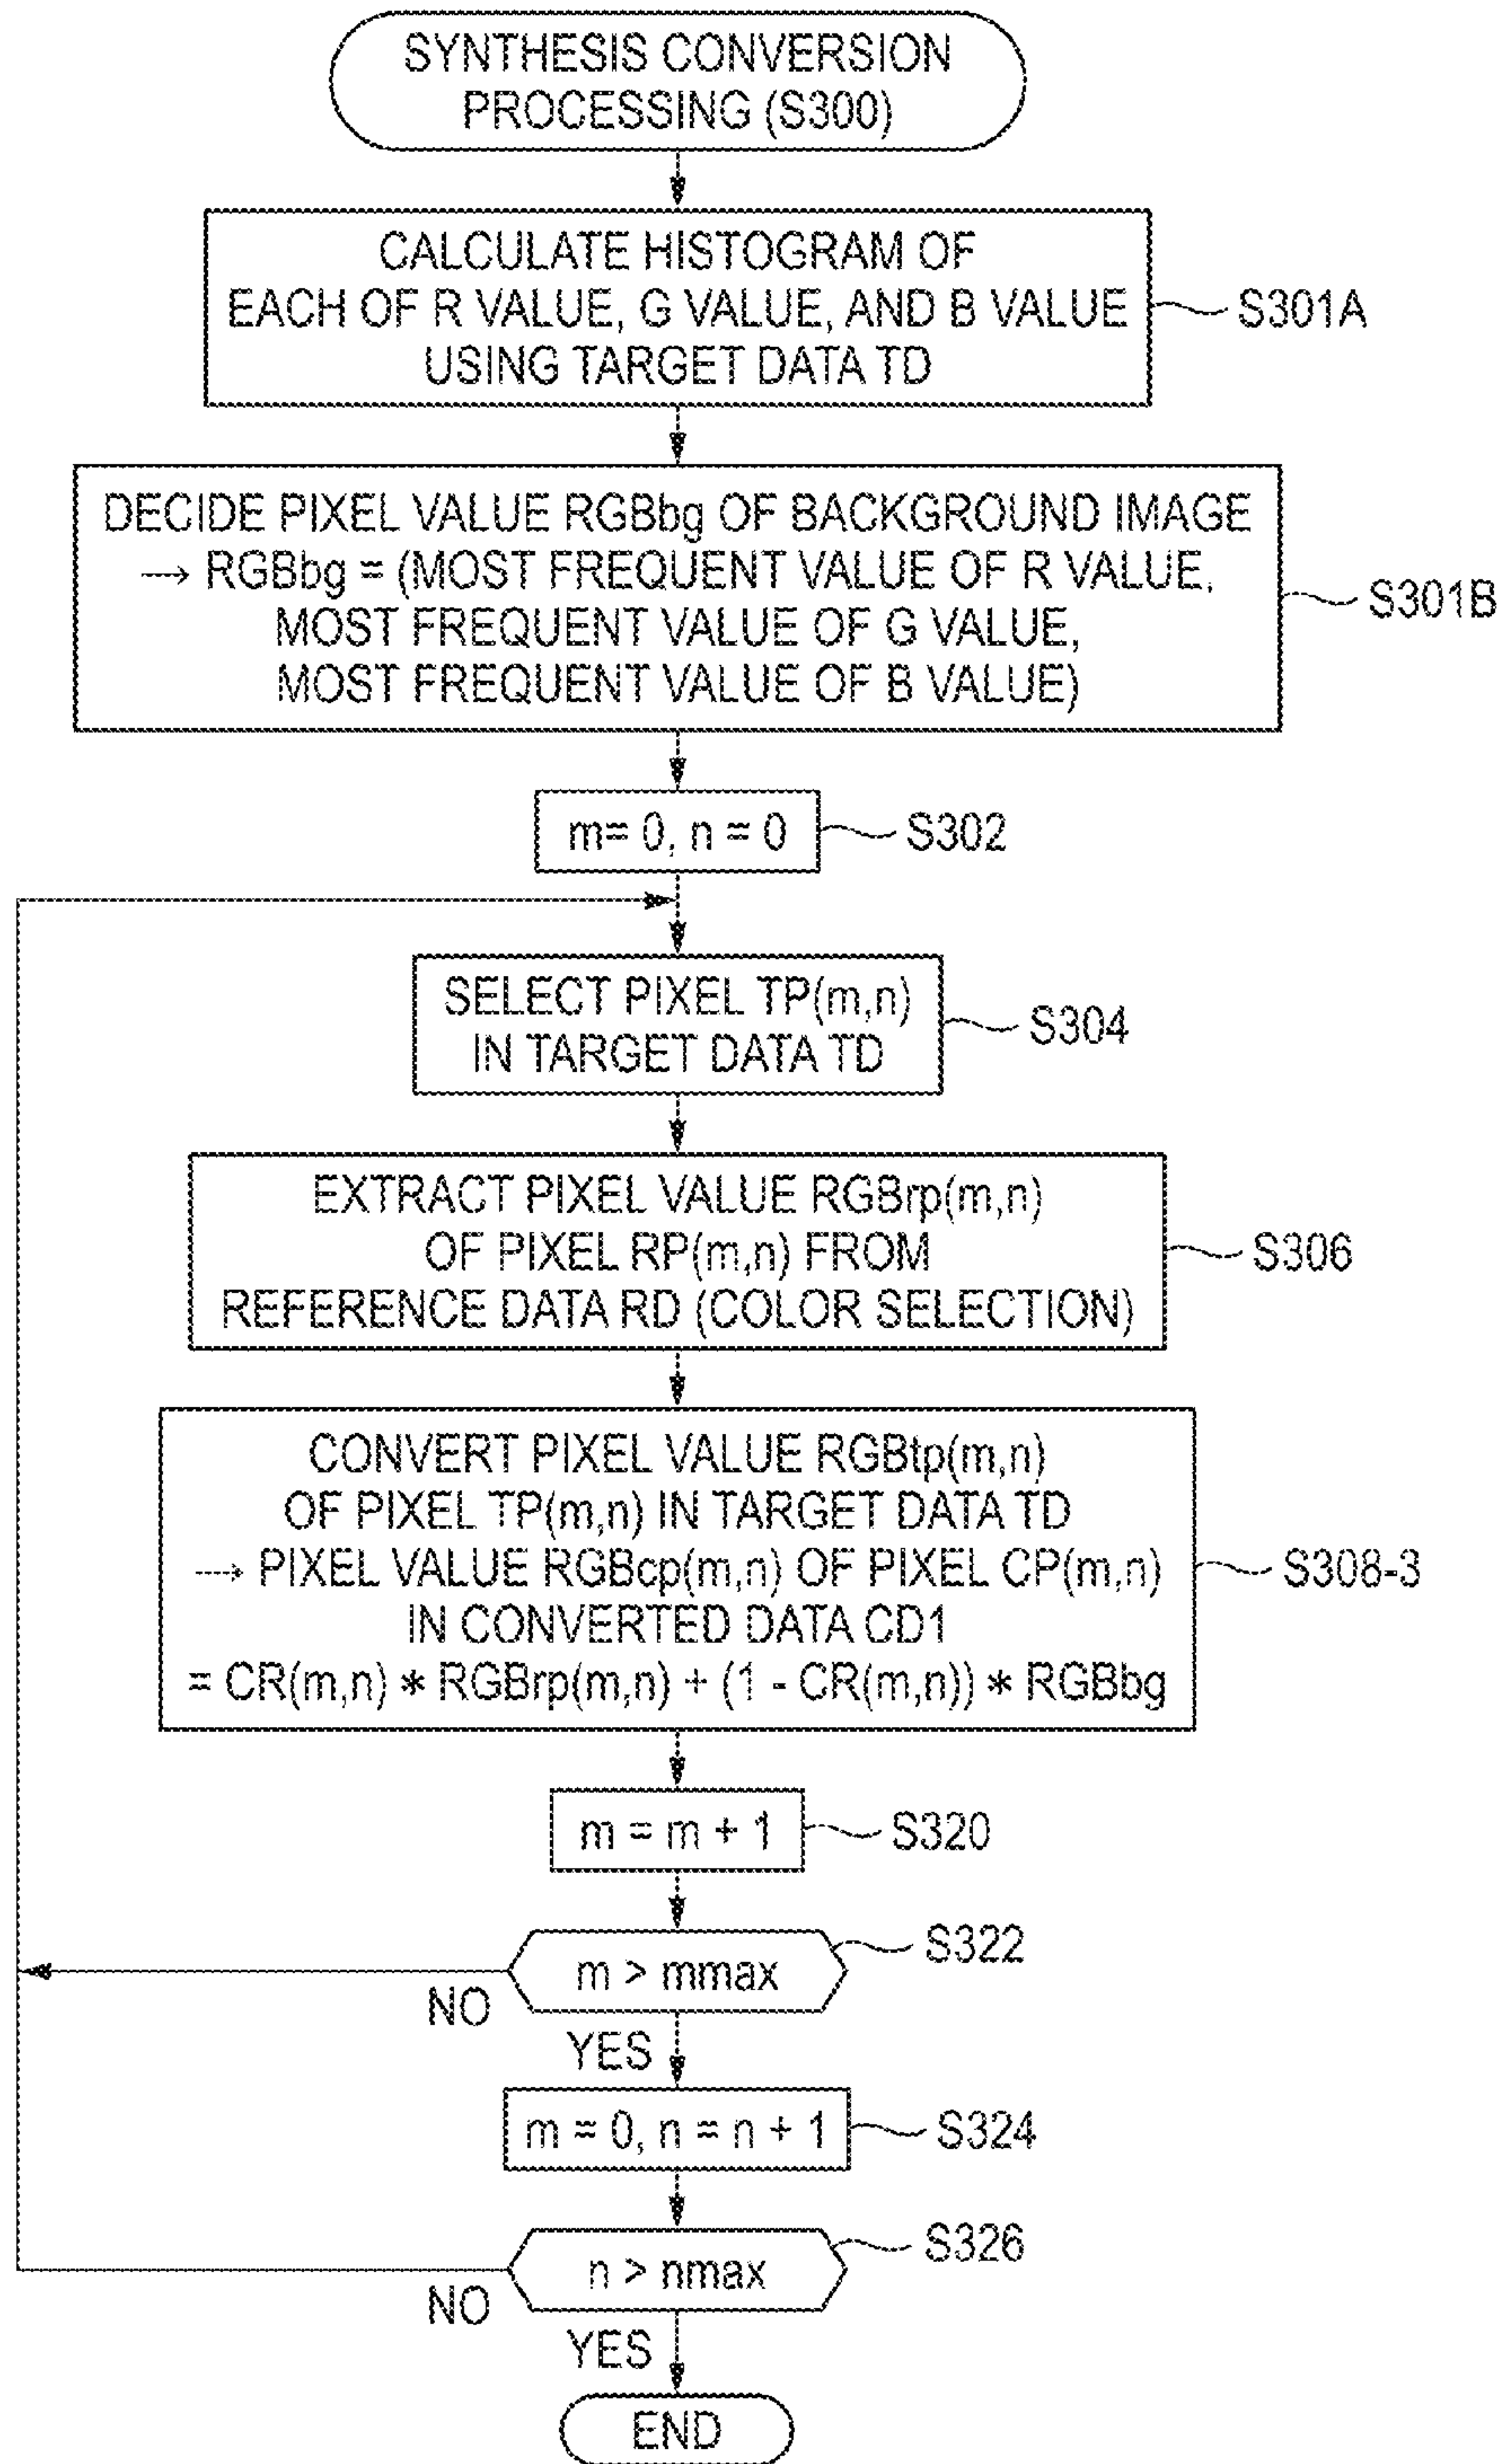 SYNTHESIS CONVERSION
PROCESSING (S300)
CALCULATE HISTOGRAM OF
EACH OF R VALUE, G VALUE, AND B VALUE
USING TARGET DATA TD
S301A
DECIDE PIXEL VALUE RGBbg OF BACKGROUND IMAGE
→ RGBbg = (MOST FREQUENT VALUE OF R VALUE,
MOST FREQUENT VALUE OF G VALUE,
MOST FREQUENT VALUE OF B VALUE)
S301B
m= 0, n = 0
S302
SELECT PIXEL TP(m,n)
IN TARGET DATA TD
S304
EXTRACT PIXEL VALUE RGBrp(m,n)
OF PIXEL RP(m,n) FROM
REFERENCE DATA RD (COLOR SELECTION)
S306
CONVERT PIXEL VALUE RGBtp(m,n)
OF PIXEL TP(m,n) IN TARGET DATA TD
→ PIXEL VALUE RGBcp(m,n) OF PIXEL CP(m,n)
IN CONVERTED DATA CD1
= CR(m,n) * RGBrp(m,n) + (1 - CR(m,n)) * RGBbg
S308-3
m = m + 1
S320
m > mmax
S322
NO
YES
m = 0, n = n + 1
S324
n > nmax
S326
NO
YES
END